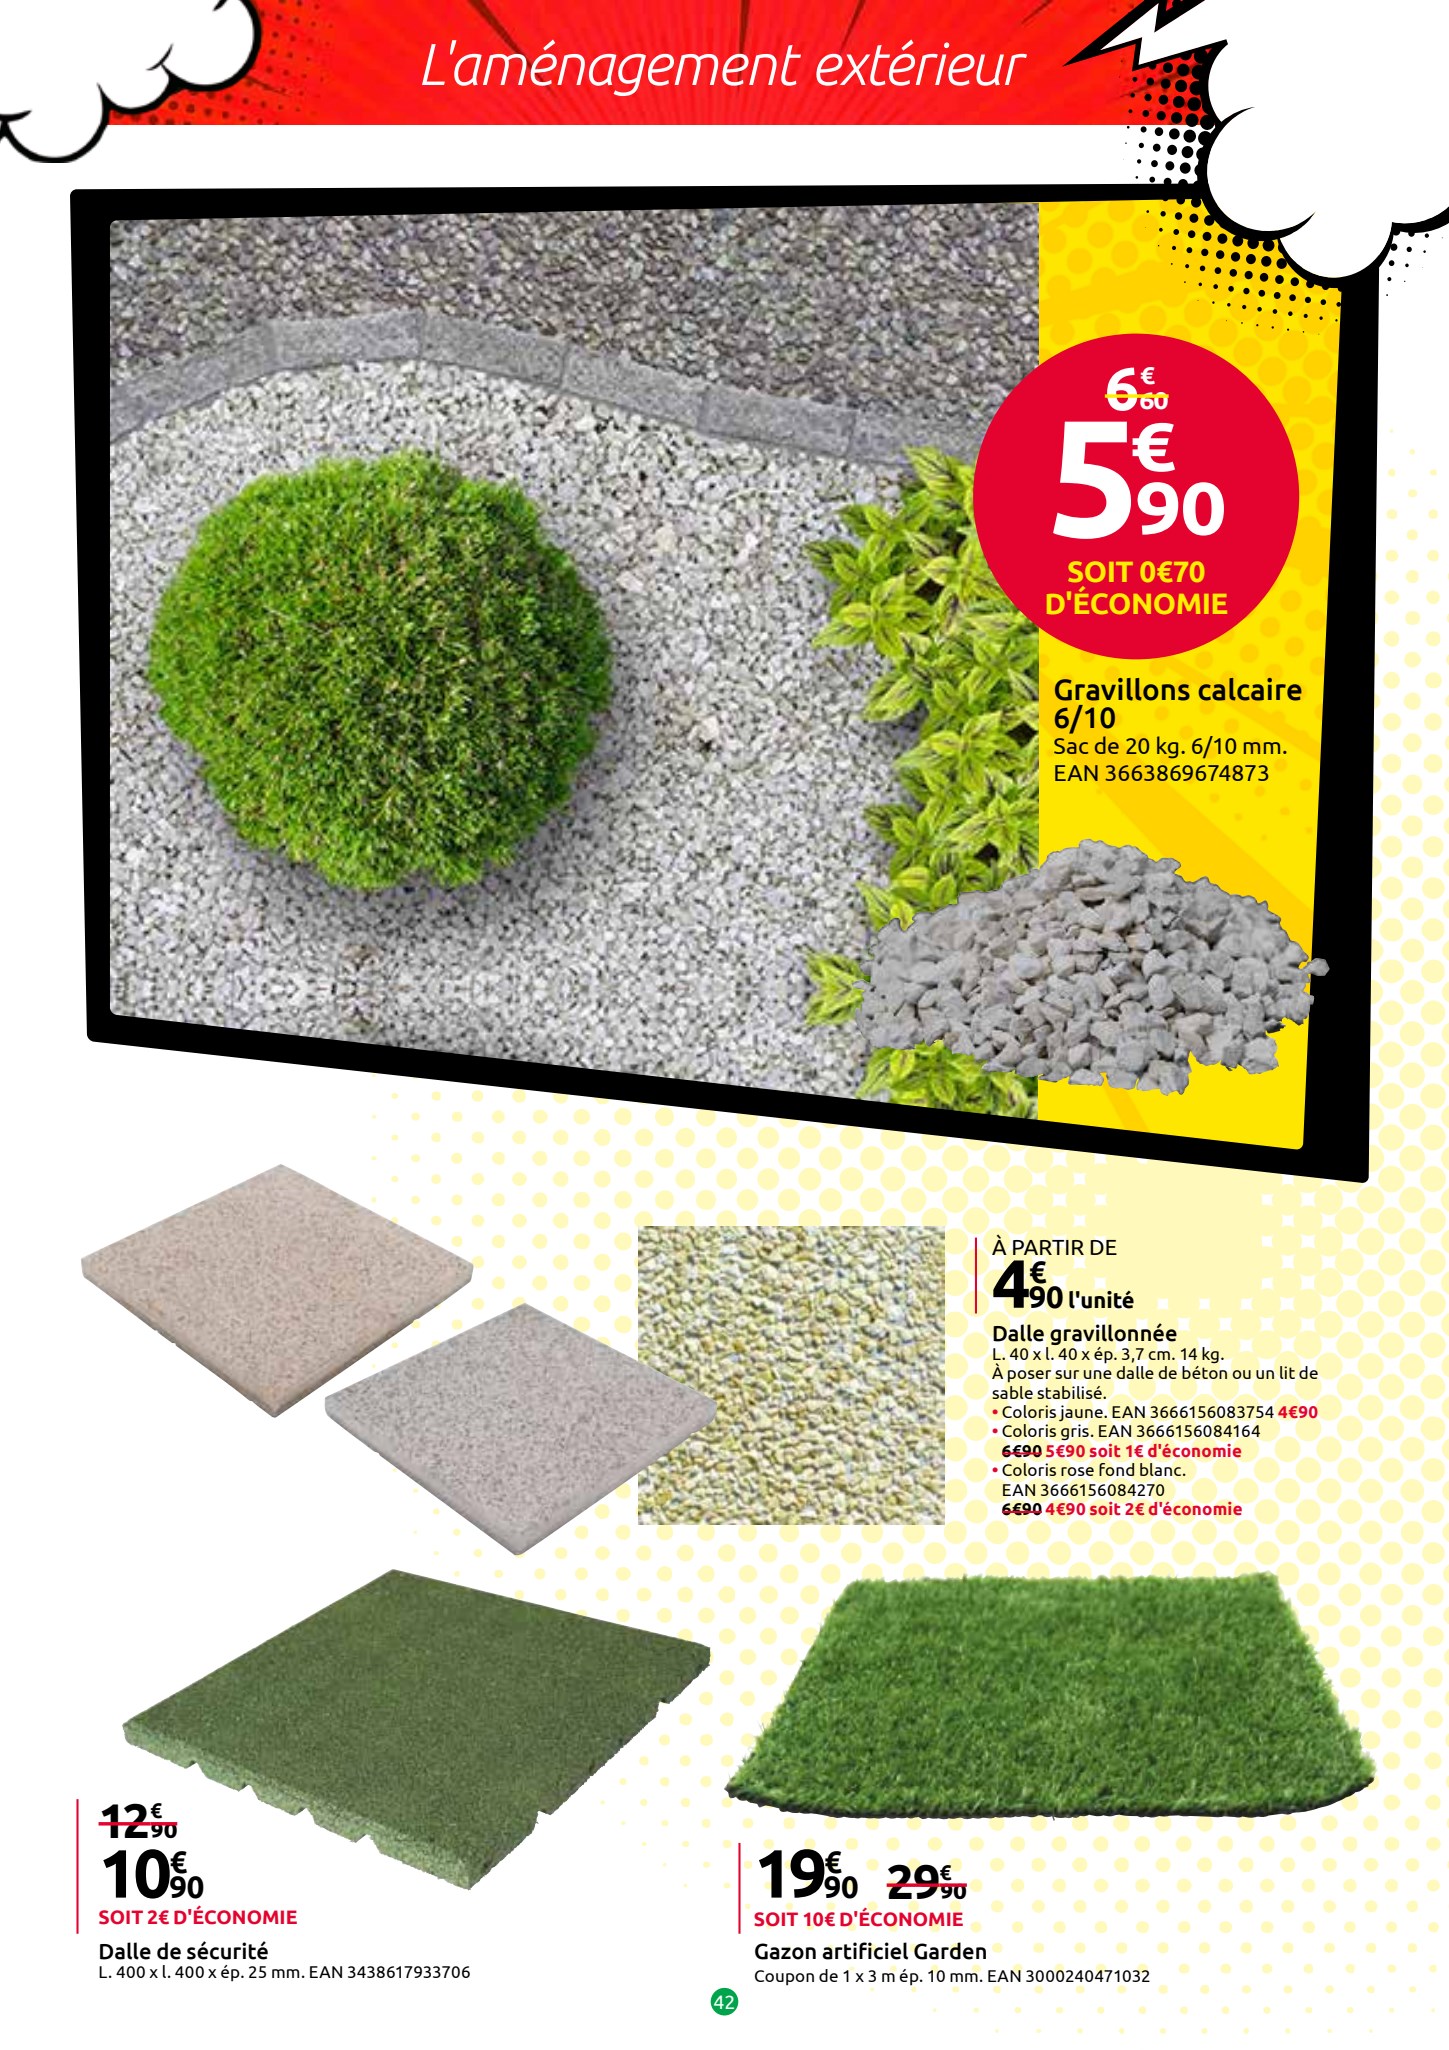 L'aménagement extérieur
6€60
5€90
SOIT 0€70
D'ÉCONOMIE
Gravillons calcaire
6/10
Sac de 20 kg. 6/10 mm.
EAN 3663869674873
À PARTIR DE
4€90 l'unité
Dalle gravillonnée
L. 40 x l. 40 x ép. 3,7 cm. 14 kg.
À poser sur une dalle de béton ou un lit de
sable stabilisé.
• Coloris jaune. EAN 3666156083754 4€90
• Coloris gris. EAN 3666156084164
6€90 5€90 soit 1€ d'économie
• Coloris rose fond blanc.
EAN 3666156084270
6€90 4€90 soit 2€ d'économie
12€90
10€90
SOIT 2€ D'ÉCONOMIE
Dalle de sécurité
L. 400 x l. 400 x ép. 25 mm. EAN 3438617933706
19€90 29€90
SOIT 10€ D'ÉCONOMIE
Gazon artificiel Garden
Coupon de 1 x 3 m ép. 10 mm. EAN 3000240471032
42